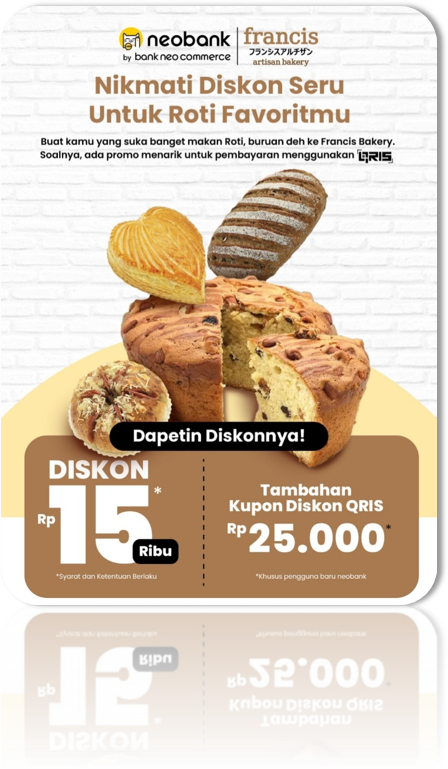 neobank
by bank neo commerce
francis
フランシスアルチザン
artisan bakery
Nikmati Diskon Seru
Untuk Roti Favoritmu
Buat kamu yang suka banget makan Roti, buruan deh ke Francis Bakery.
Soalnya, ada promo menarik untuk pembayaran menggunakan QRIS
Dapetin Diskonnya!
DISKON
Rp 15*
Ribu
*Syarat dan Ketentuan Berlaku
Tambahan
Kupon Diskon QRIS
Rp 25.000*
*Khusus pengguna baru neobank